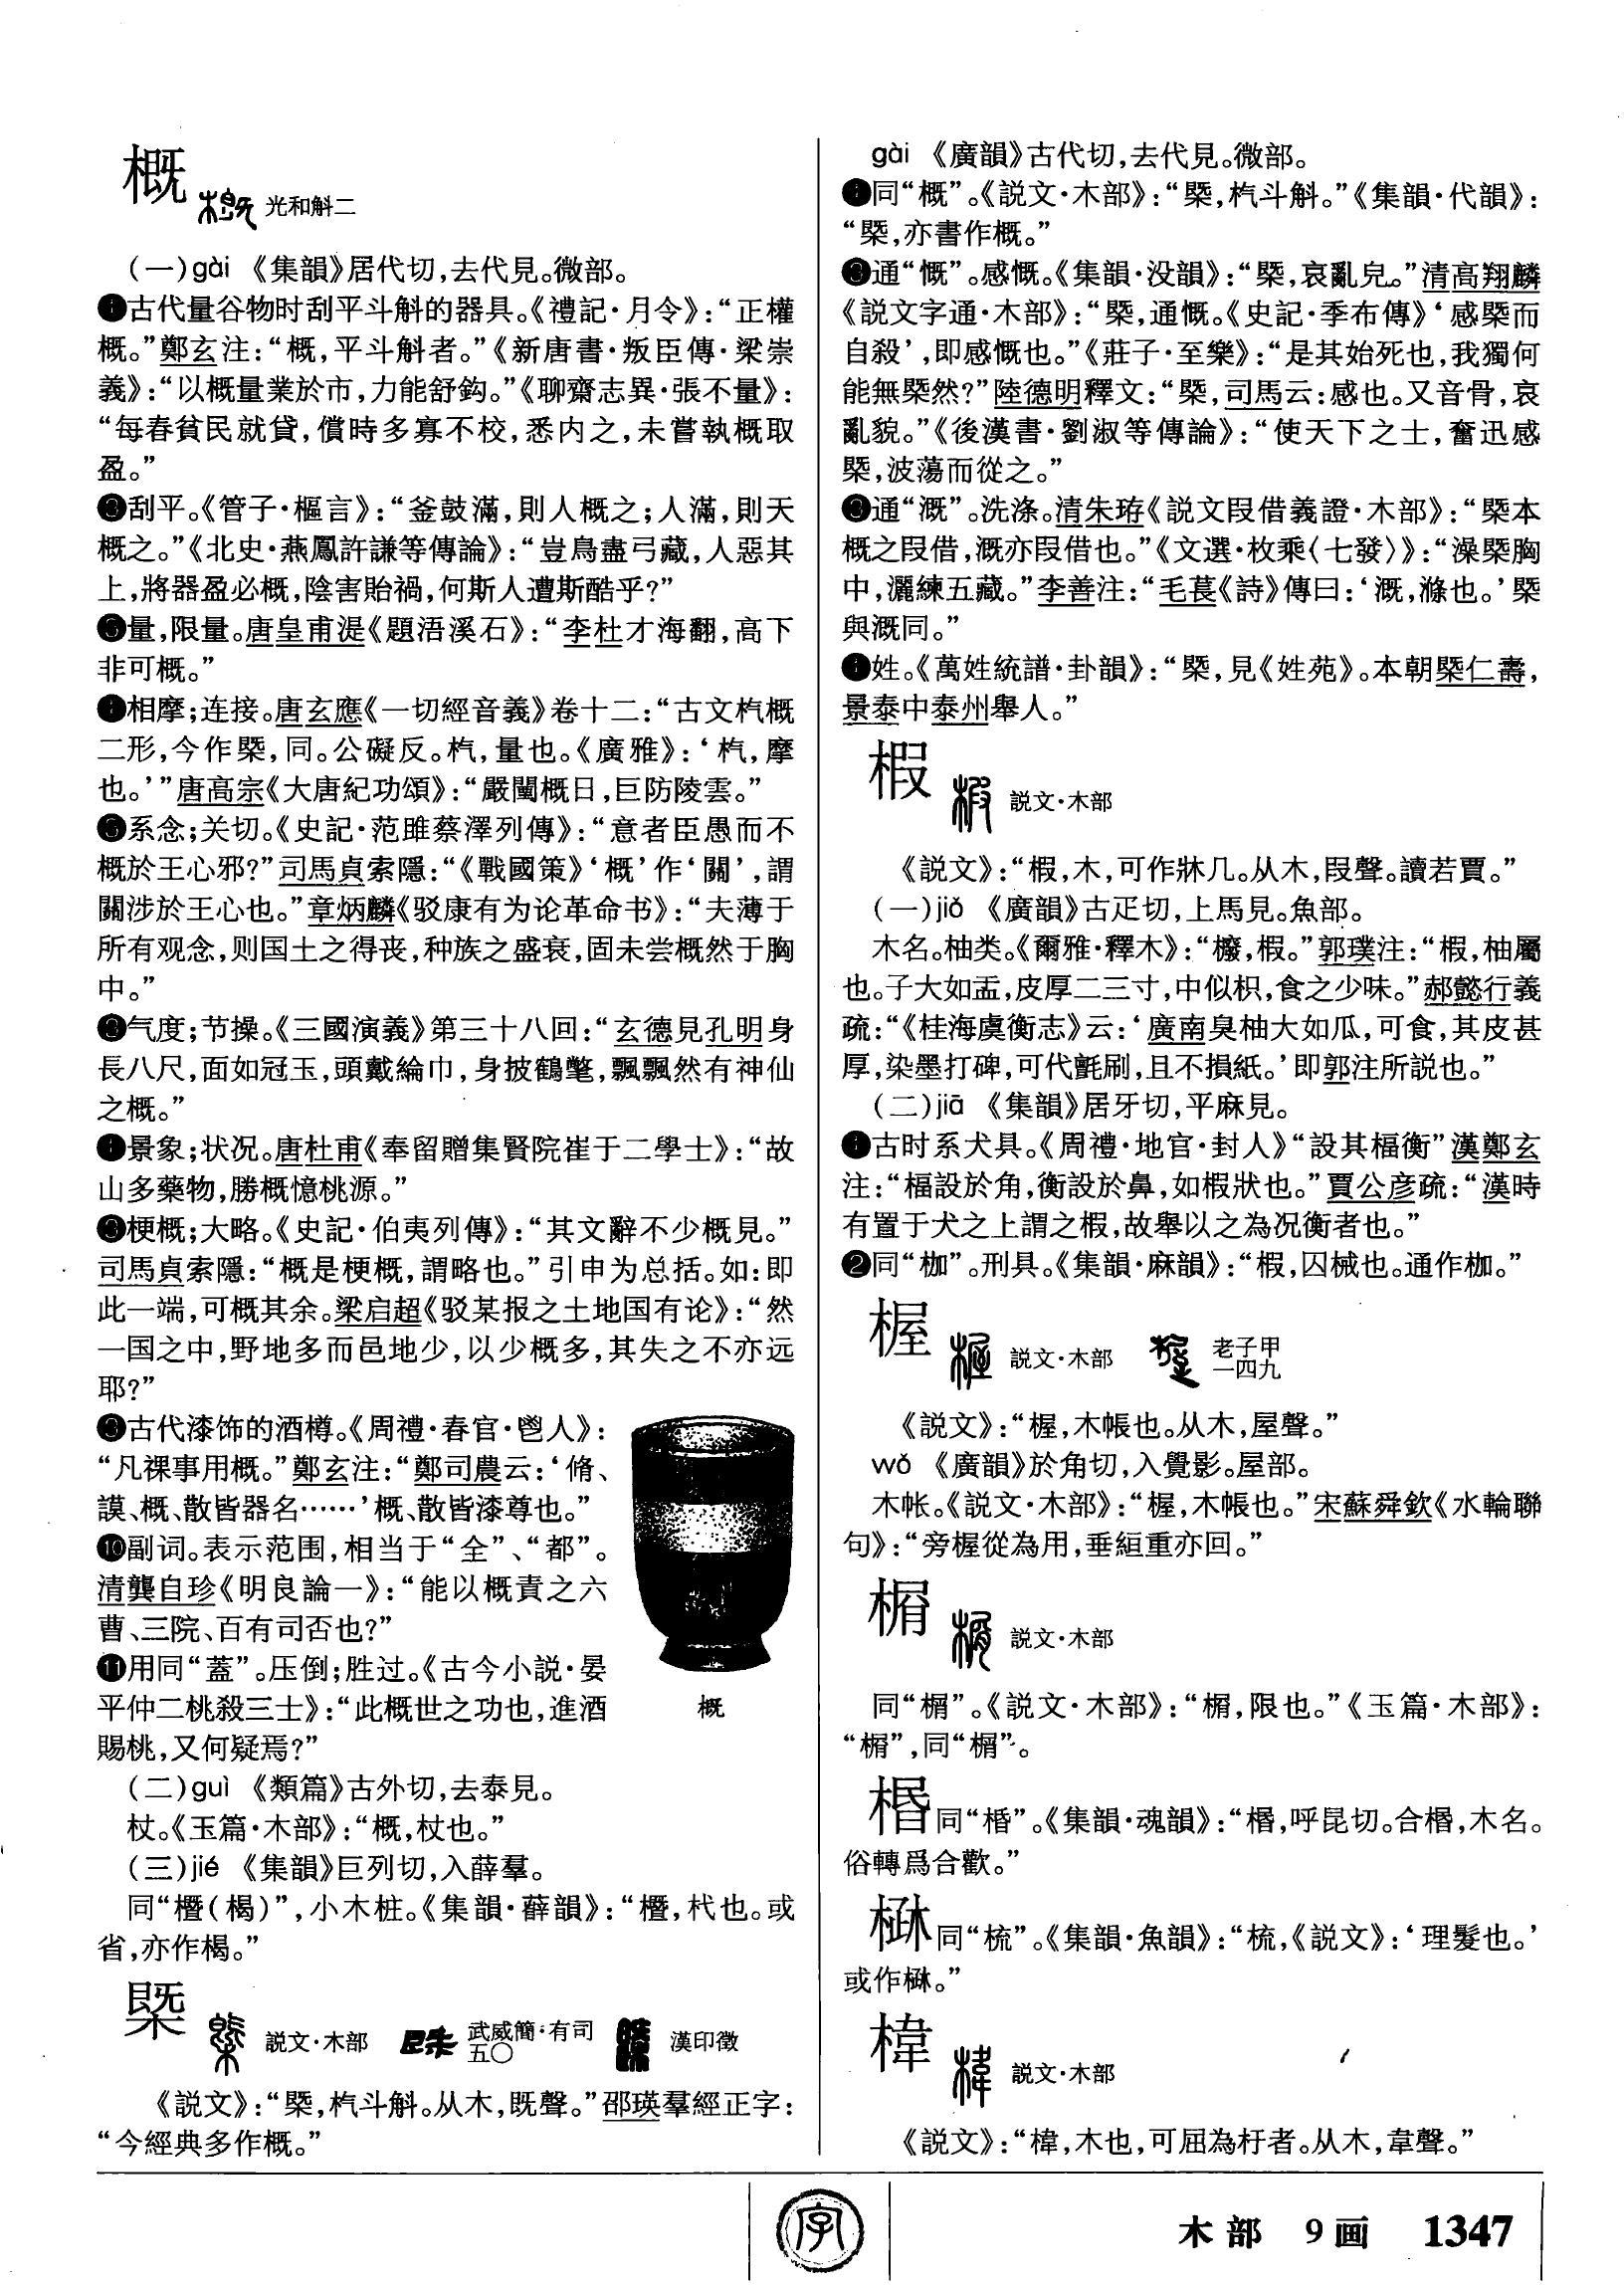 概
光和斛二
(一)gài 《集韻》居代切,去代見。微部。
❶古代量谷物时刮平斗斛的器具。《禮記·月令》:“正權
概。”鄭玄注:“概,平斗斛者。”《新唐書·叛臣傳·梁崇
義》:“以概量業於市,力能舒鈎。”《聊齋志異·張不量》:
“每春貧民就貸,償時多寡不校,悉内之,未嘗執概取
盈。”
❷刮平。《管子·樞言》:“釜鼓滿,則人概之;人滿,則天
概之。”《北史·燕鳳許謙等傳論》:“豈鳥盡弓藏,人惡其
上,將器盈必概,陰害貽禍,何斯人遭斯酷乎?”
❸量,限量。唐皇甫湜《題浯溪石》:“李杜才海翻,高下
非可概。”
❹相摩;连接。唐玄應《一切經音義》卷十二:“古文杚概
二形,今作槩,同。公礙反。杚,量也。《廣雅》:‘杚,摩
也。’”唐高宗《大唐紀功頌》:“嚴闉概日,巨防陵雲。”
❺系念;关切。《史記·范雎蔡澤列傳》:“意者臣愚而不
概於王心邪?”司馬貞索隱:“《戰國策》‘概’作‘關’,謂
關涉於王心也。”章炳麟《驳康有为论革命书》:“夫薄于
所有观念,则国土之得丧,种族之盛衰,固未尝概然于胸
中。”
❻气度;节操。《三國演義》第三十八回:“玄德見孔明身
長八尺,面如冠玉,頭戴綸巾,身披鶴氅,飄飄然有神仙
之概。”
❼景象;状况。唐杜甫《奉留贈集賢院崔于二學士》:“故
山多藥物,勝概憶桃源。”
❽梗概;大略。《史記·伯夷列傳》:“其文辭不少概見。”
司馬貞索隱:“概是梗概,謂略也。”引申为总括。如:即
此一端,可概其余。梁启超《驳某报之土地国有论》:“然
一国之中,野地多而邑地少,以少概多,其失之不亦远
耶?”
❾古代漆饰的酒樽。《周禮·春官·鬯人》:
“凡祼事用概。”鄭玄注:“鄭司農云:‘脩、
謨、概、散皆器名……’概、散皆漆尊也。”
❿副词。表示范围,相当于“全”、“都”。
清龔自珍《明良論一》:“能以概責之六
曹、三院、百有司否也?”
⓫用同“蓋”。压倒;胜过。《古今小説·晏
平仲二桃殺三士》:“此概世之功也,進酒
賜桃,又何疑焉?”
概
(二)guì 《類篇》古外切,去泰見。
杖。《玉篇·木部》:“概,杖也。”
(三)jié 《集韻》巨列切,入薛羣。
同“櫭(楬)”,小木桩。《集韻·薛韻》:“櫭,杙也。或
省,亦作楬。”
槩
説文·木部 武威簡·有司五〇 漢印徵
《説文》:“槩,杚斗斛。从木,既聲。”邵瑛羣經正字:
“今經典多作概。”
gài 《廣韻》古代切,去代見。微部。
❶同“概”。《説文·木部》:“槩,杚斗斛。”《集韻·代韻》:
“槩,亦書作概。”
❷通“慨”。感慨。《集韻·没韻》:“槩,哀亂皃。”清高翔麟
《説文字通·木部》:“槩,通慨。《史記·季布傳》‘感槩而
自殺’,即感慨也。”《莊子·至樂》:“是其始死也,我獨何
能無槩然?”陸德明釋文:“槩,司馬云:感也。又音骨,哀
亂貌。”《後漢書·劉淑等傳論》:“使天下之士,奮迅感
槩,波蕩而從之。”
❸通“溉”。洗涤。清朱珔《説文叚借義證·木部》:“槩本
概之叚借,溉亦叚借也。”《文選·枚乘〈七發〉》:“澡槩胸
中,灑練五藏。”李善注:“毛萇《詩》傳曰:‘溉,滌也。’槩
與溉同。”
❹姓。《萬姓統譜·卦韻》:“槩,見《姓苑》。本朝槩仁壽,
景泰中泰州舉人。”
椵
説文·木部
《説文》:“椵,木,可作牀几。从木,叚聲。讀若賈。”
(一)jiǎ 《廣韻》古疋切,上馬見。魚部。
木名。柚类。《爾雅·釋木》:“櫠,椵。”郭璞注:“椵,柚屬
也。子大如盂,皮厚二三寸,中似枳,食之少味。”郝懿行義
疏:“《桂海虞衡志》云:‘廣南臭柚大如瓜,可食,其皮甚
厚,染墨打碑,可代氈刷,且不損紙。’即郭注所説也。”
(二)jiā 《集韻》居牙切,平麻見。
❶古时系犬具。《周禮·地官·封人》“設其楅衡”漢鄭玄
注:“楅設於角,衡設於鼻,如椵狀也。”賈公彦疏:“漢時
有置于犬之上謂之椵,故舉以之為况衡者也。”
❷同“枷”。刑具。《集韻·麻韻》:“椵,囚械也。通作枷。”
楃
説文·木部 老子甲一四九
《説文》:“楃,木帳也。从木,屋聲。”
wò 《廣韻》於角切,入覺影。屋部。
木帐。《説文·木部》:“楃,木帳也。”宋蘇舜欽《水輪聯
句》:“旁楃從為用,垂絙重亦回。”
㮞
説文·木部
同“楣”。《説文·木部》:“㮞,限也。”《玉篇·木部》:
“㮞”,同“楣”。
同“棔”。《集韻·魂韻》:“㯙,呼昆切。合㯙,木名。
俗轉爲合歡。”
同“梳”。《集韻·魚韻》:“梳,《説文》:‘理髮也。’
楎
説文·木部
《説文》:“椲,木也,可屈為杅者。从木,韋聲。”
字
木部 9画 1347